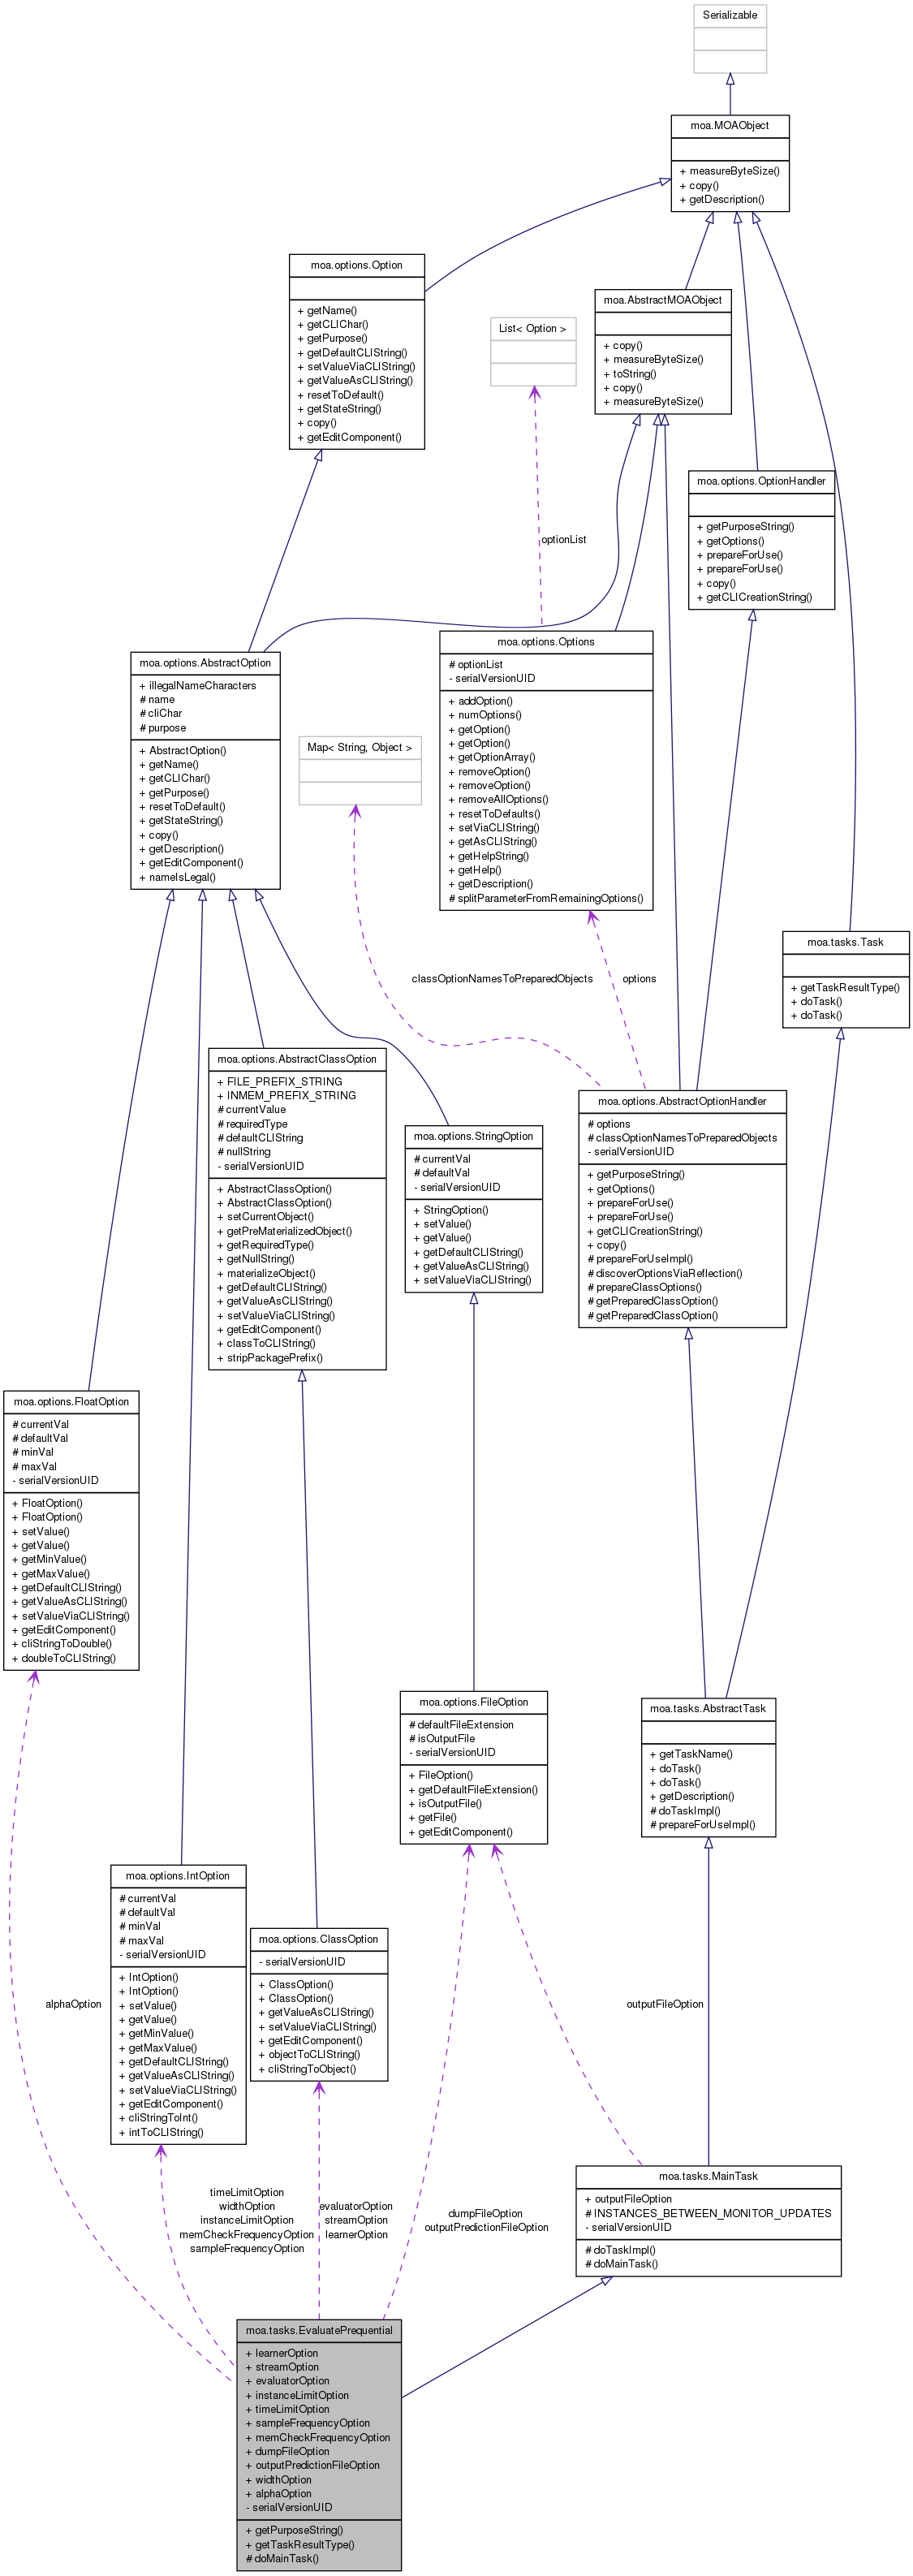 Serializable
moa.MOAObject
+ measureByteSize()
+ copy()
+ getDescription()
moa.options.Option
+ getName()
+ getCLIChar()
+ getPurpose()
+ getDefaultCLIString()
+ setValueViaCLIString()
+ getValueAsCLIString()
+ resetToDefault()
+ getStateString()
+ copy()
+ getEditComponent()
moa.AbstractMOAObject
+ copy()
+ measureByteSize()
+ toString()
+ copy()
+ measureByteSize()
List< Option >
moa.options.OptionHandler
+ getPurposeString()
+ getOptions()
+ prepareForUse()
+ prepareForUse()
+ copy()
+ getCLICreationString()
optionList
moa.options.Options
# optionList
- serialVersionUID
+ addOption()
+ numOptions()
+ getOption()
+ getOption()
+ getOptionArray()
+ removeOption()
+ removeOption()
+ removeAllOptions()
+ resetToDefaults()
+ setViaCLIString()
+ getAsCLIString()
+ getHelpString()
+ getHelp()
+ getDescription()
# splitParameterFromRemainingOptions()
moa.options.AbstractOption
+ illegalNameCharacters
# name
# cliChar
# purpose
+ AbstractOption()
+ getName()
+ getCLIChar()
+ getPurpose()
+ resetToDefault()
+ getStateString()
+ copy()
+ getDescription()
+ getEditComponent()
+ nameIsLegal()
Map< String, Object >
moa.tasks.Task
+ getTaskResultType()
+ doTask()
+ doTask()
classOptionNamesToPreparedObjects
options
moa.options.AbstractClassOption
+ FILE_PREFIX_STRING
+ INMEM_PREFIX_STRING
# currentValue
# requiredType
# defaultCLIString
# nullString
- serialVersionUID
+ AbstractClassOption()
+ AbstractClassOption()
+ setCurrentObject()
+ getPreMaterializedObject()
+ getRequiredType()
+ getNullString()
+ materializeObject()
+ getDefaultCLIString()
+ getValueAsCLIString()
+ setValueViaCLIString()
+ getEditComponent()
+ classToCLIString()
+ stripPackagePrefix()
moa.options.StringOption
# currentVal
# defaultVal
- serialVersionUID
+ StringOption()
+ setValue()
+ getValue()
+ getDefaultCLIString()
+ getValueAsCLIString()
+ setValueViaCLIString()
moa.options.AbstractOptionHandler
# options
# classOptionNamesToPreparedObjects
- serialVersionUID
+ getPurposeString()
+ getOptions()
+ prepareForUse()
+ prepareForUse()
+ getCLICreationString()
+ copy()
# prepareForUseImpl()
# discoverOptionsViaReflection()
# prepareClassOptions()
# getPreparedClassOption()
# getPreparedClassOption()
moa.options.FloatOption
# currentVal
# defaultVal
# minVal
# maxVal
- serialVersionUID
+ FloatOption()
+ FloatOption()
+ setValue()
+ getValue()
+ getMinValue()
+ getMaxValue()
+ getDefaultCLIString()
+ getValueAsCLIString()
+ setValueViaCLIString()
+ getEditComponent()
+ cliStringToDouble()
+ doubleToCLIString()
moa.options.FileOption
# defaultFileExtension
# isOutputFile
- serialVersionUID
+ FileOption()
+ getDefaultFileExtension()
+ isOutputFile()
+ getFile()
+ getEditComponent()
moa.tasks.AbstractTask
+ getTaskName()
+ doTask()
+ doTask()
+ getDescription()
# doTaskImpl()
# prepareForUseImpl()
moa.options.IntOption
# currentVal
# defaultVal
# minVal
# maxVal
- serialVersionUID
+ IntOption()
+ IntOption()
+ setValue()
+ getValue()
+ getMinValue()
+ getMaxValue()
+ getDefaultCLIString()
+ getValueAsCLIString()
+ setValueViaCLIString()
+ getEditComponent()
+ cliStringToInt()
+ intToCLIString()
moa.options.ClassOption
- serialVersionUID
+ ClassOption()
+ ClassOption()
+ getValueAsCLIString()
+ setValueViaCLIString()
+ getEditComponent()
+ objectToCLIString()
+ cliStringToObject()
alphaOption
outputFileOption
moa.tasks.MainTask
+ outputFileOption
# INSTANCES_BETWEEN_MONITOR_UPDATES
- serialVersionUID
# doTaskImpl()
# doMainTask()
timeLimitOption
widthOption
instanceLimitOption
memCheckFrequencyOption
sampleFrequencyOption
evaluatorOption
streamOption
learnerOption
dumpFileOption
outputPredictionFileOption
moa.tasks.EvaluatePrequential
+ learnerOption
+ streamOption
+ evaluatorOption
+ instanceLimitOption
+ timeLimitOption
+ sampleFrequencyOption
+ memCheckFrequencyOption
+ dumpFileOption
+ outputPredictionFileOption
+ widthOption
+ alphaOption
- serialVersionUID
+ getPurposeString()
+ getTaskResultType()
# doMainTask()